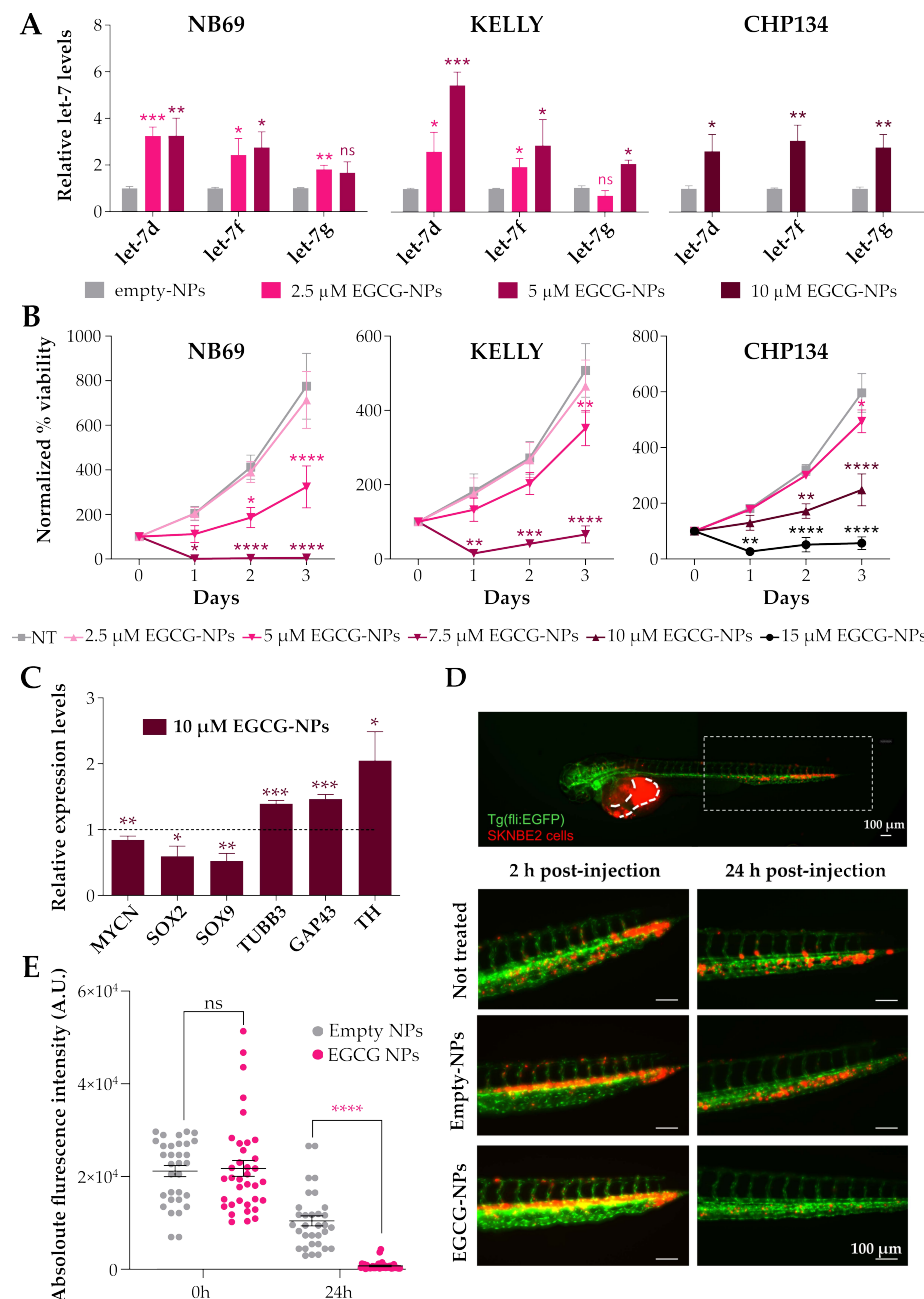 A
NB69
KELLY
CHP134
Relative let-7 levels
8
6
4
2
0
*** ** * * ** ns
* *** * * ns *
* ** **
let-7d let-7f let-7g
let-7d let-7f let-7g
let-7d let-7f let-7g
empty-NPs 2.5 µM EGCG-NPs 5 µM EGCG-NPs 10 µM EGCG-NPs
B
NB69
KELLY
CHP134
Normalized % viability
1000
800
600
400
200
0
**** * * **** ****
0 1 2 3
Days
600
400
200
0
** ** *** ****
0 1 2 3
Days
800
600
400
200
0
* **** ** ** **** ****
0 1 2 3
Days
NT 2.5 µM EGCG-NPs 5 µM EGCG-NPs 7.5 µM EGCG-NPs 10 µM EGCG-NPs 15 µM EGCG-NPs
C
Relative expression levels
3
2
1
0
10 µM EGCG-NPs
** * ** *** *** *
MYCN SOX2 SOX9 TUBB3 GAP43 TH
D
Tg(fli:EGFP)
SKNBE2 cells
100 µm
2 h post-injection 24 h post-injection
Not treated
Empty-NPs
EGCG-NPs
100 µm
E
Absoloute flurescence intensity (A.U.)
6×10⁴
4×10⁴
2×10⁴
0
ns
****
Empty NPs
EGCG NPs
0h 24h